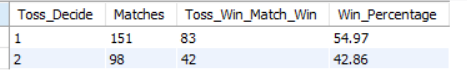 Toss_Decide Matches Toss_Win_Match_Win Win_Percentage
1 151 83 54.97
2 98 42 42.86